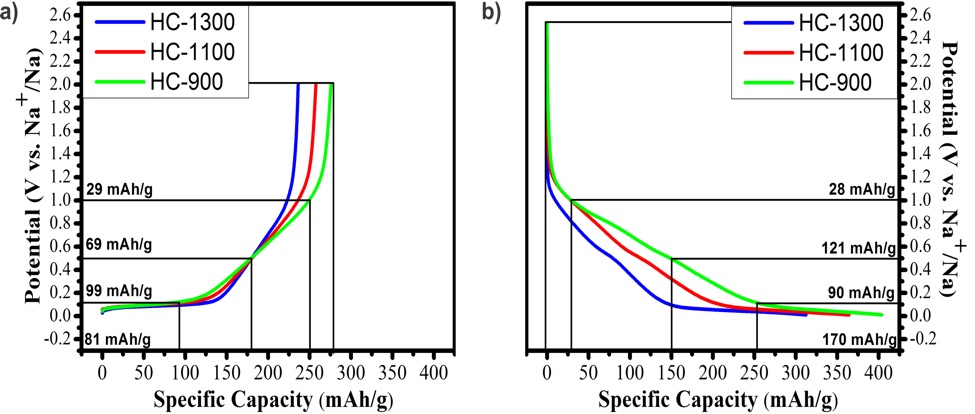 a)
HC-1300
HC-1100
HC-900
Potential (V vs. Na⁺/Na)
2.6
2.4
2.2
2.0
1.8
1.6
1.4
1.2
1.0
0.8
0.6
0.4
0.2
0.0
-0.2
29 mAh/g
69 mAh/g
99 mAh/g
81 mAh/g
0 50 100 150 200 250 300 350 400
Specific Capacity (mAh/g)
b)
HC-1300
HC-1100
HC-900
28 mAh/g
121 mAh/g
90 mAh/g
170 mAh/g
2.6
2.4
2.2
2.0
1.8
1.6
1.4
1.2
1.0
0.8
0.6
0.4
0.2
0.0
-0.2
Potential (V vs. Na⁺/Na)
0 50 100 150 200 250 300 350 400
Specific Capacity (mAh/g)